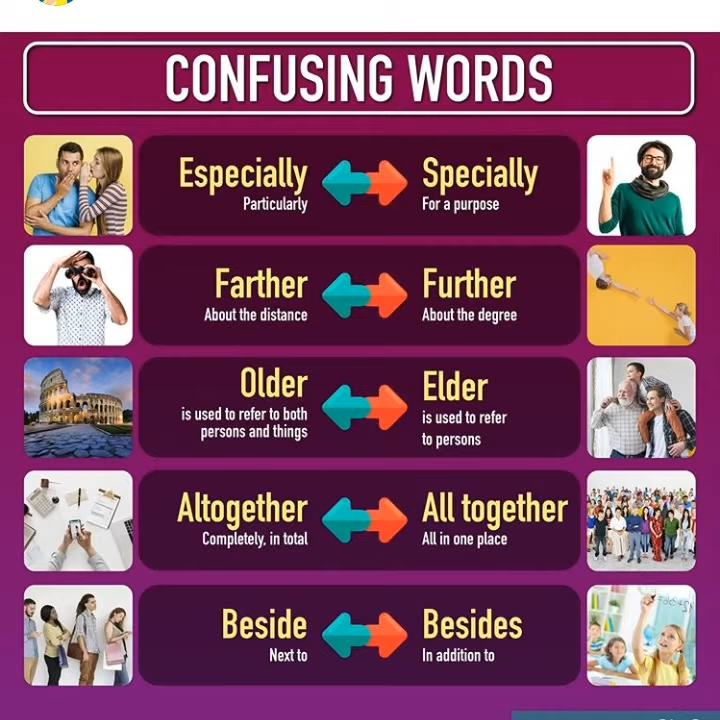 CONFUSING WORDS
Especially
Particularly
Specially
For a purpose
Farther
About the distance
Further
About the degree
Older
is used to refer to both
persons and things
Elder
is used to refer
to persons
Altogether
Completely, in total
All together
All in one place
Beside
Next to
Besides
In addition to